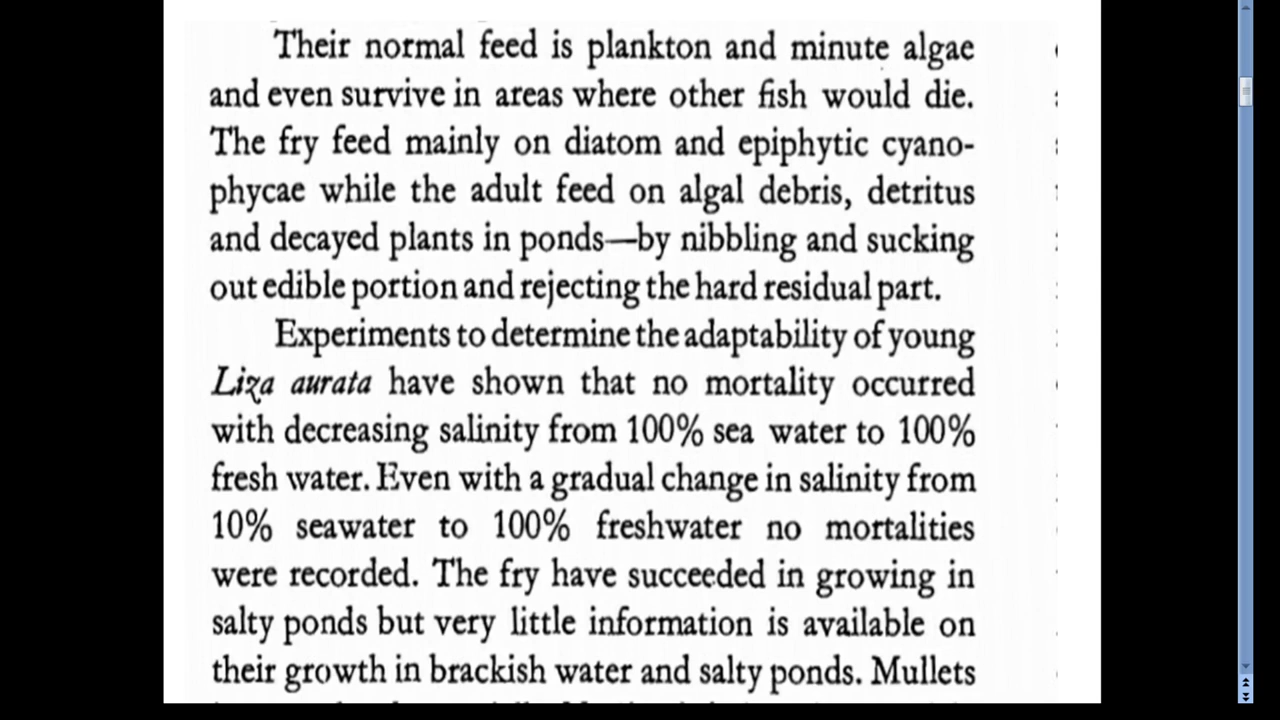 Their normal feed is plankton and minute algae
and even survive in areas where other fish would die.
The fry feed mainly on diatom and epiphytic cyano-
phycae while the adult feed on algal debris, detritus
and decayed plants in ponds—by nibbling and sucking
out edible portion and rejecting the hard residual part.
Experiments to determine the adaptability of young
Liza aurata have shown that no mortality occurred
with decreasing salinity from 100% sea water to 100%
fresh water. Even with a gradual change in salinity from
10% seawater to 100% freshwater no mortalities
were recorded. The fry have succeeded in growing in
salty ponds but very little information is available on
their growth in brackish water and salty ponds. Mullets